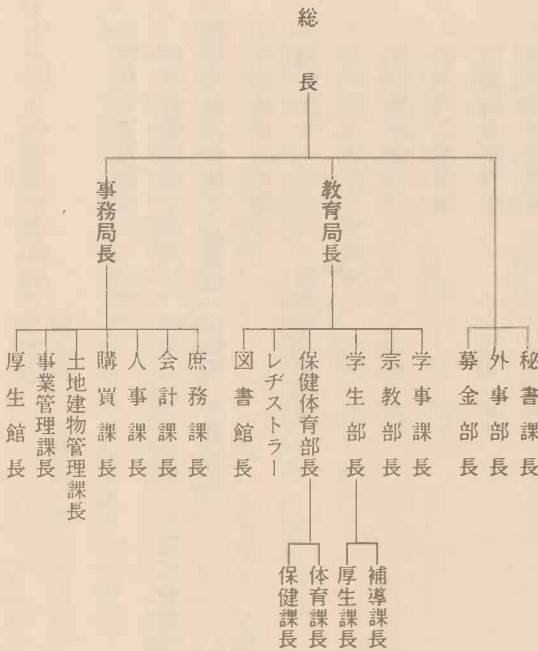 総長
秘書課長
外事部長
募金部長
教育局長
学事課長
宗教部長
学生部長
補導課長
厚生課長
保健体育部長
体育課長
保健課長
レヂストラー
図書館長
事務局長
庶務課長
会計課長
人事課長
購買課長
土地建物管理課長
事業管理課長
厚生館長